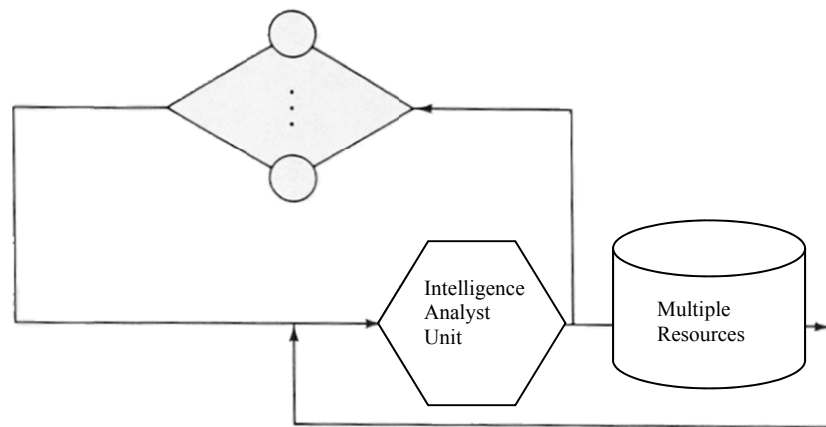 Intelligence
Analyst
Unit
Multiple
Resources